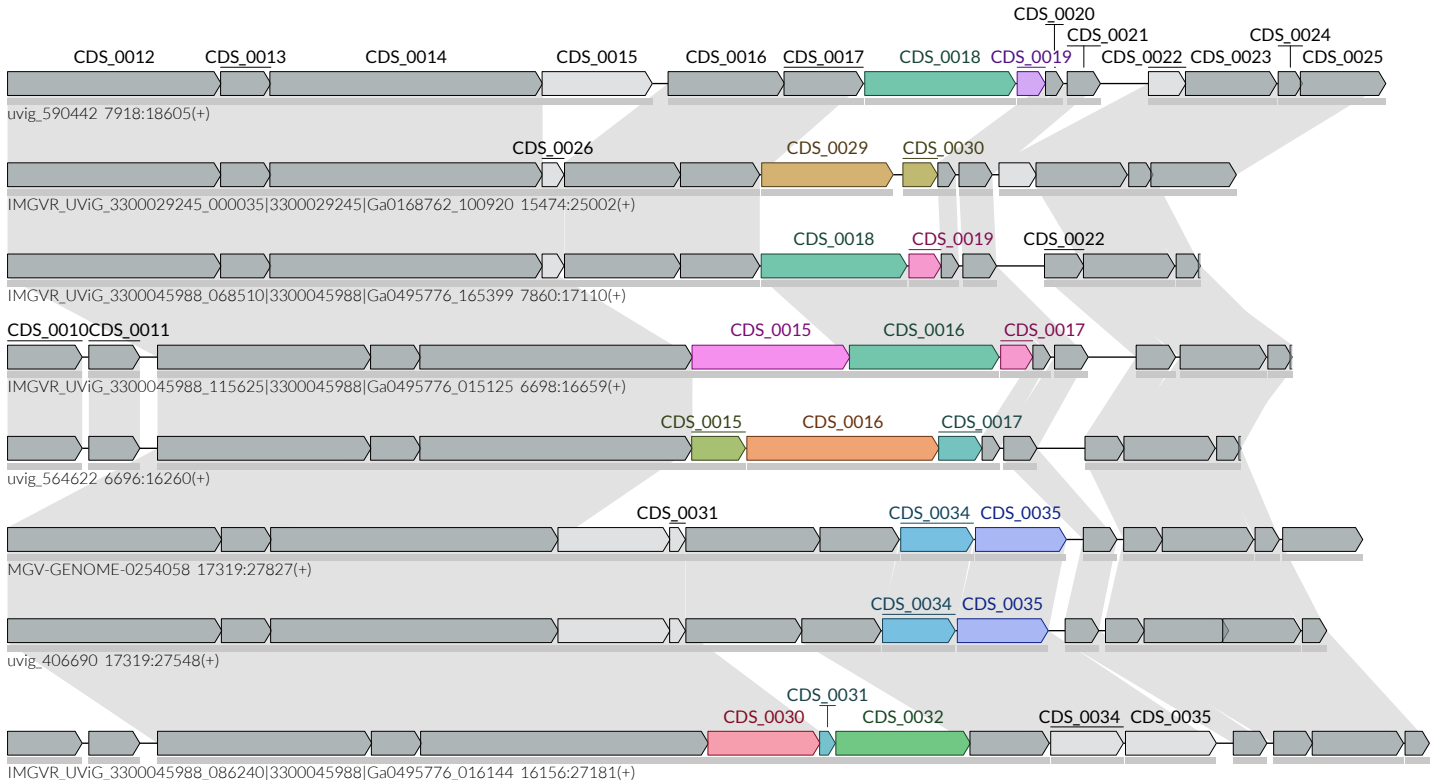 CDS_0020
CDS_0021 CDS_0024
CDS_0012 CDS_0013 CDS_0014 CDS_0015 CDS_0016 CDS_0017 CDS_0018 CDS_0019 CDS_0022 CDS_0023 CDS_0025
uvig_590442 7918:18605(+)
CDS_0026 CDS_0029 CDS_0030
IMGVR_UViG_3300029245_000035|3300029245|Ga0168762_100920 15474:25002(+)
CDS_0018 CDS_0019 CDS_0022
IMGVR_UViG_3300045988_068510|3300045988|Ga0495776_165399 7860:17110(+)
CDS_0010 CDS_0011 CDS_0015 CDS_0016 CDS_0017
IMGVR_UViG_3300045988_115625|3300045988|Ga0495776_015125 6698:16659(+)
CDS_0015 CDS_0016 CDS_0017
uvig_564622 6696:16260(+)
CDS_0031 CDS_0034 CDS_0035
MGV-GENOME-0254058 17319:27827(+)
CDS_0034 CDS_0035
uvig_406690 17319:27548(+)
CDS_0031
CDS_0030 CDS_0032 CDS_0034 CDS_0035
IMGVR_UViG_3300045988_086240|3300045988|Ga0495776_016144 16156:27181(+)